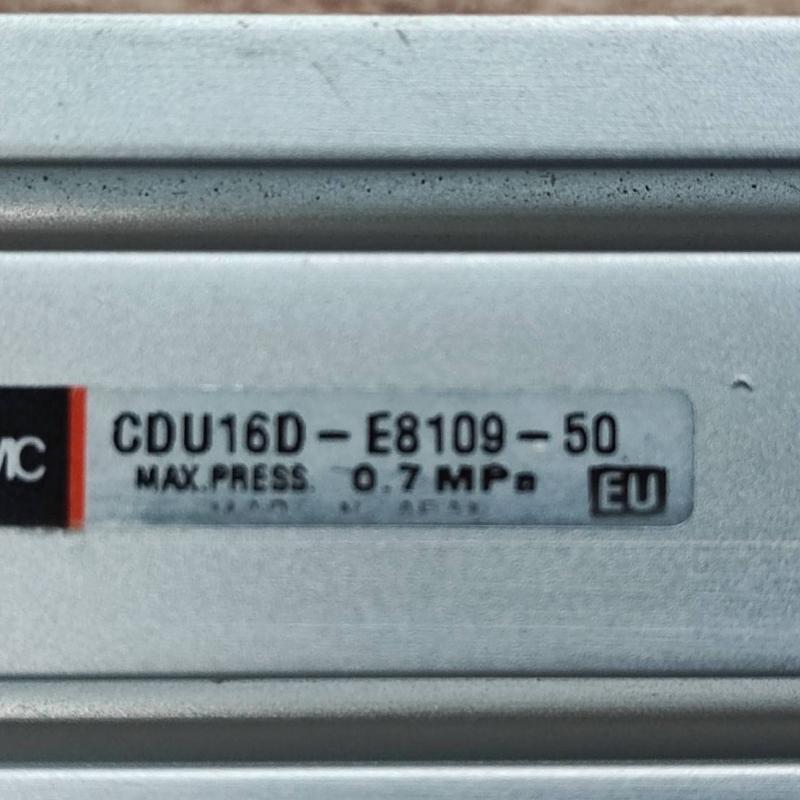 MC CDU16D-E8109-50
MAX.PRESS. 0.7 MPa
EU